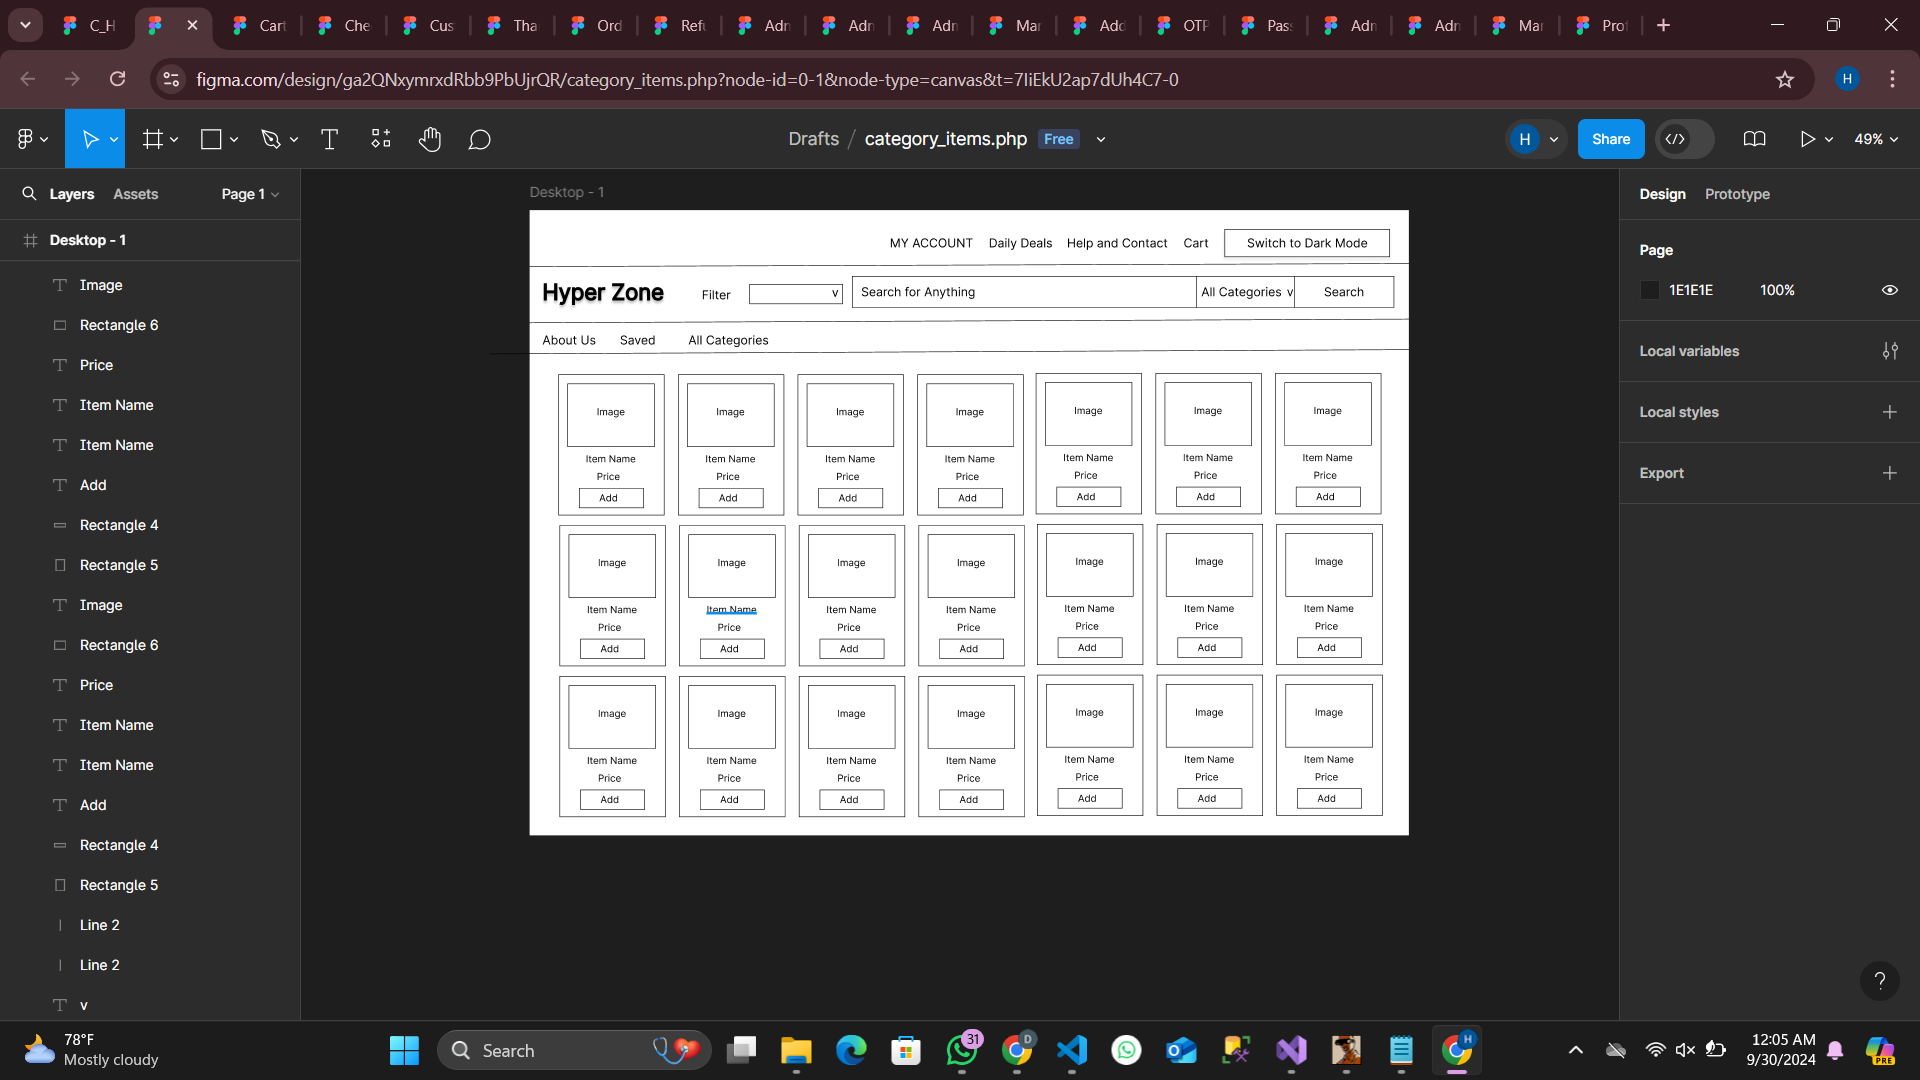 C_H
Cart
Che
Cus
Tha
Ord
Refu
Adn
Adn
Adn
Mar
Add
OTP
Pass
Adn
Adn
Mar
Prot
figma.com/design/ga2QNxymrxdRbb9PbUjrQR/category_items.php?node-id=0-1&node-type=canvas&t=7IiEkU2ap7dUh4C7-0
H
Drafts / category_items.php Free
H
Share
49%
Layers Assets Page 1
Desktop - 1
Image
Rectangle 6
Price
Item Name
Item Name
Add
Rectangle 4
Rectangle 5
Image
Rectangle 6
Price
Item Name
Item Name
Add
Rectangle 4
Rectangle 5
Line 2
Line 2
v
Desktop - 1
MY ACCOUNT Daily Deals Help and Contact Cart Switch to Dark Mode
Hyper Zone Filter v Search for Anything All Categories v Search
About Us Saved All Categories
Image Image Image Image Image Image Image
Item Name Item Name Item Name Item Name Item Name Item Name Item Name
Price Price Price Price Price Price Price
Add Add Add Add Add Add Add
Image Image Image Image Image Image Image
Item Name Item Name Item Name Item Name Item Name Item Name Item Name
Price Price Price Price Price Price Price
Add Add Add Add Add Add Add
Image Image Image Image Image Image Image
Item Name Item Name Item Name Item Name Item Name Item Name Item Name
Price Price Price Price Price Price Price
Add Add Add Add Add Add Add
Design Prototype
Page
1E1E1E 100%
Local variables
Local styles
Export
?
78°F
Mostly cloudy
Search
31
D
H
12:05 AM
9/30/2024
PRE